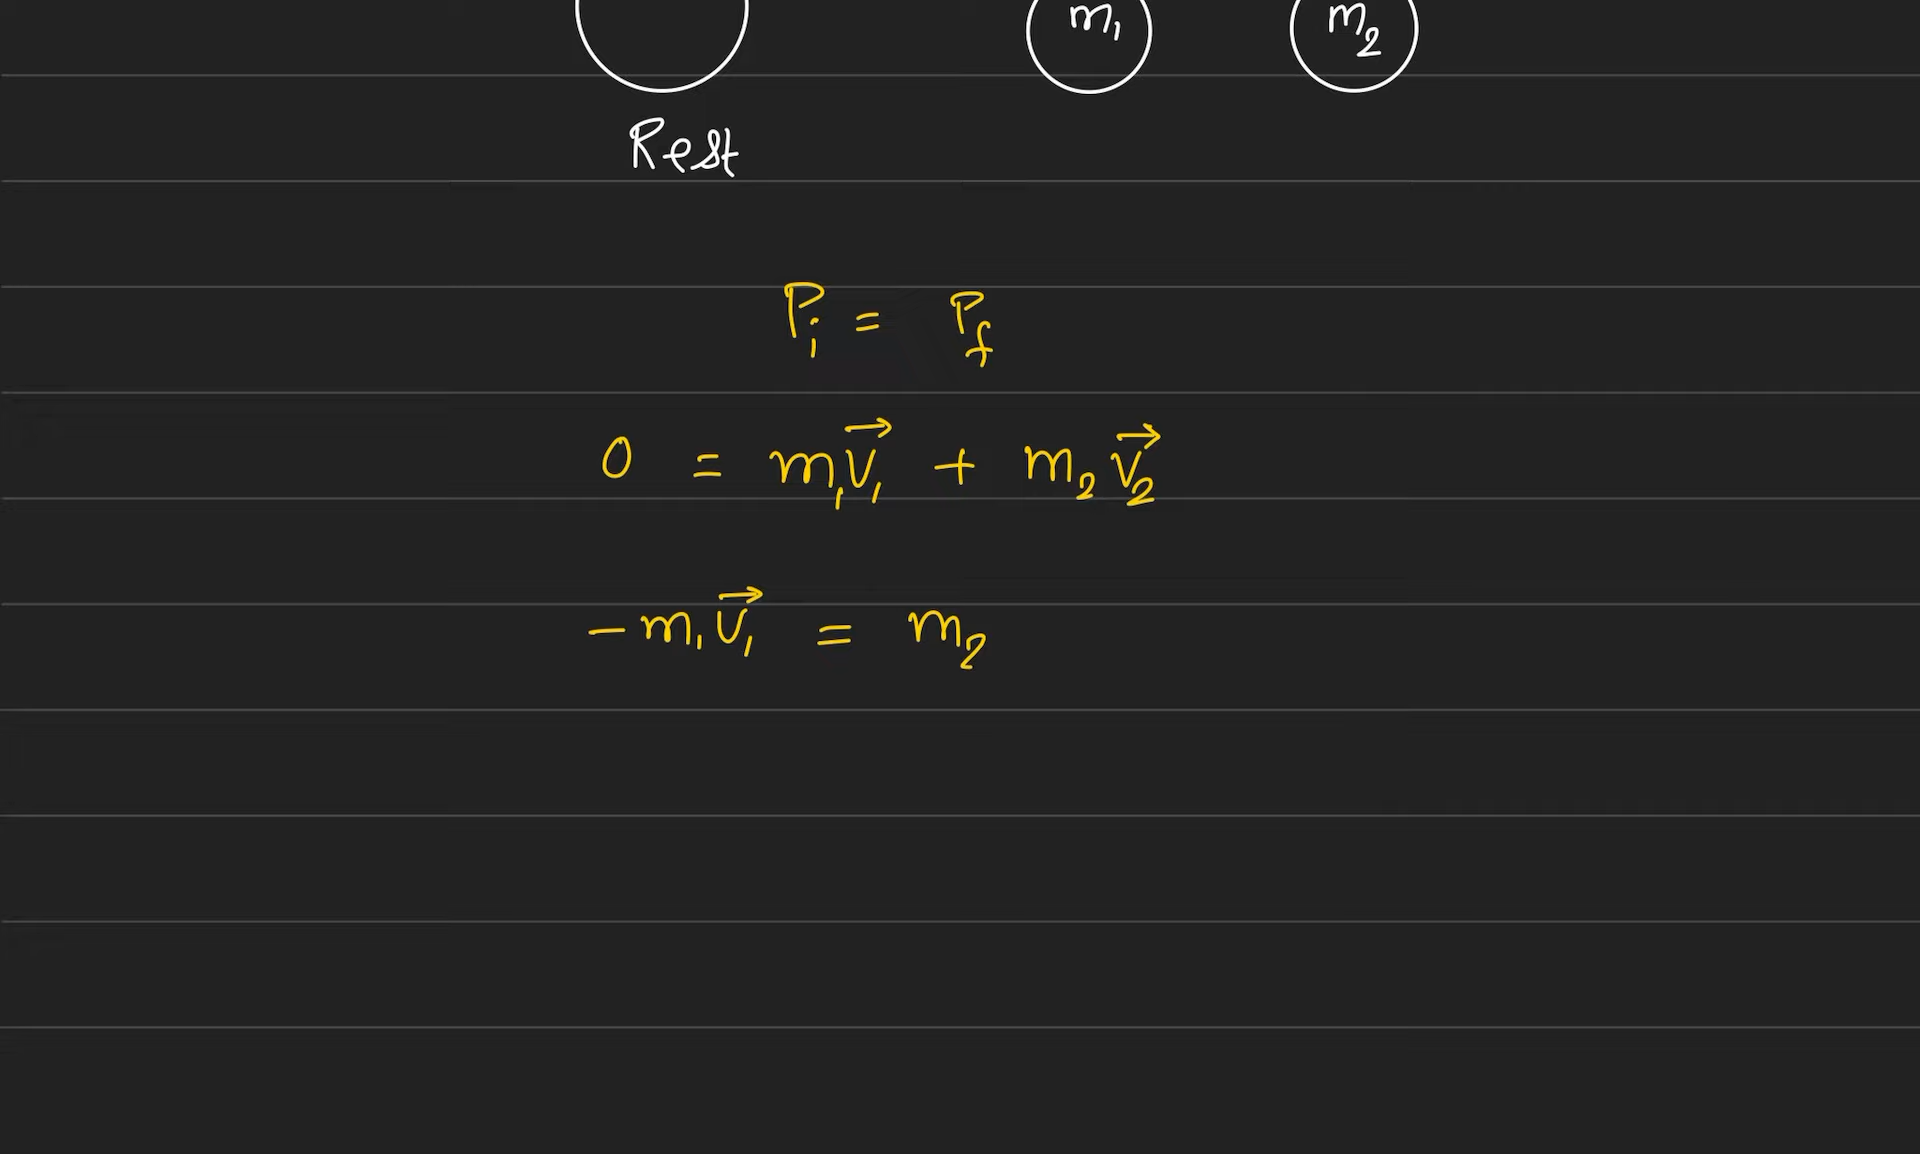 m₁ m₂
Rest
Pᵢ = P_f
0 = m₁v⃗₁ + m₂v⃗₂
-m₁v⃗₁ = m₂